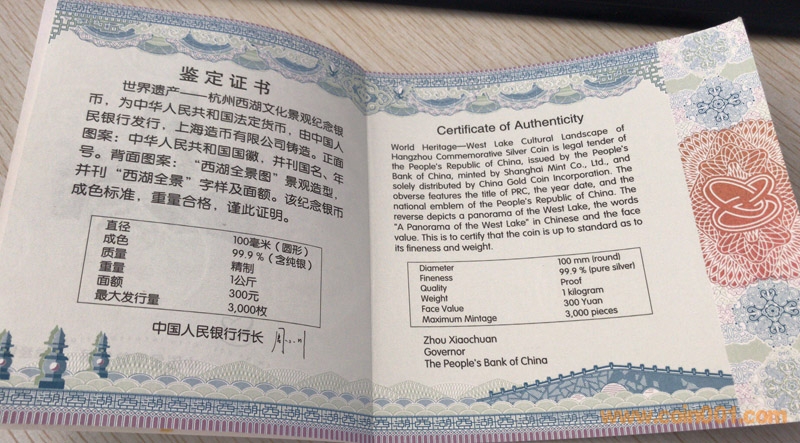 鉴定证书
世界遗产——杭州西湖文化景观纪念银
币，为中华人民共和国法定货币，由中国人
民银行发行，上海造币有限公司铸造。正面
图案：中华人民共和国国徽，并刊国名、年
号。背面图案：“西湖全景图”景观造型，
并刊“西湖全景”字样及面额。该纪念银币
成色标准，重量合格，谨此证明。
直径 100毫米（圆形）
成色 99.9%（含纯银）
质量 精制
重量 1公斤
面额 300元
最大发行量 3,000枚
中国人民银行行长
Certificate of Authenticity
World Heritage—West Lake Cultural Landscape of
Hangzhou Commemorative Silver Coin is legal tender of
the People's Republic of China, issued by the People's
Bank of China, minted by Shanghai Mint Co., Ltd., and
solely distributed by China Gold Coin Incorporation. The
obverse features the title of PRC, the year date, and the
national emblem of the People's Republic of China. The
reverse depicts a panorama of the West Lake, the words
"A Panorama of the West Lake" in Chinese and the face
value. This is to certify that the coin is up to standard as to
its fineness and weight.
Diameter 100 mm (round)
Fineness 99.9 % (pure silver)
Quality Proof
Weight 1 kilogram
Face Value 300 Yuan
Maximum Mintage 3,000 pieces
Zhou Xiaochuan
Governor
The People's Bank of China
www.coin001.com